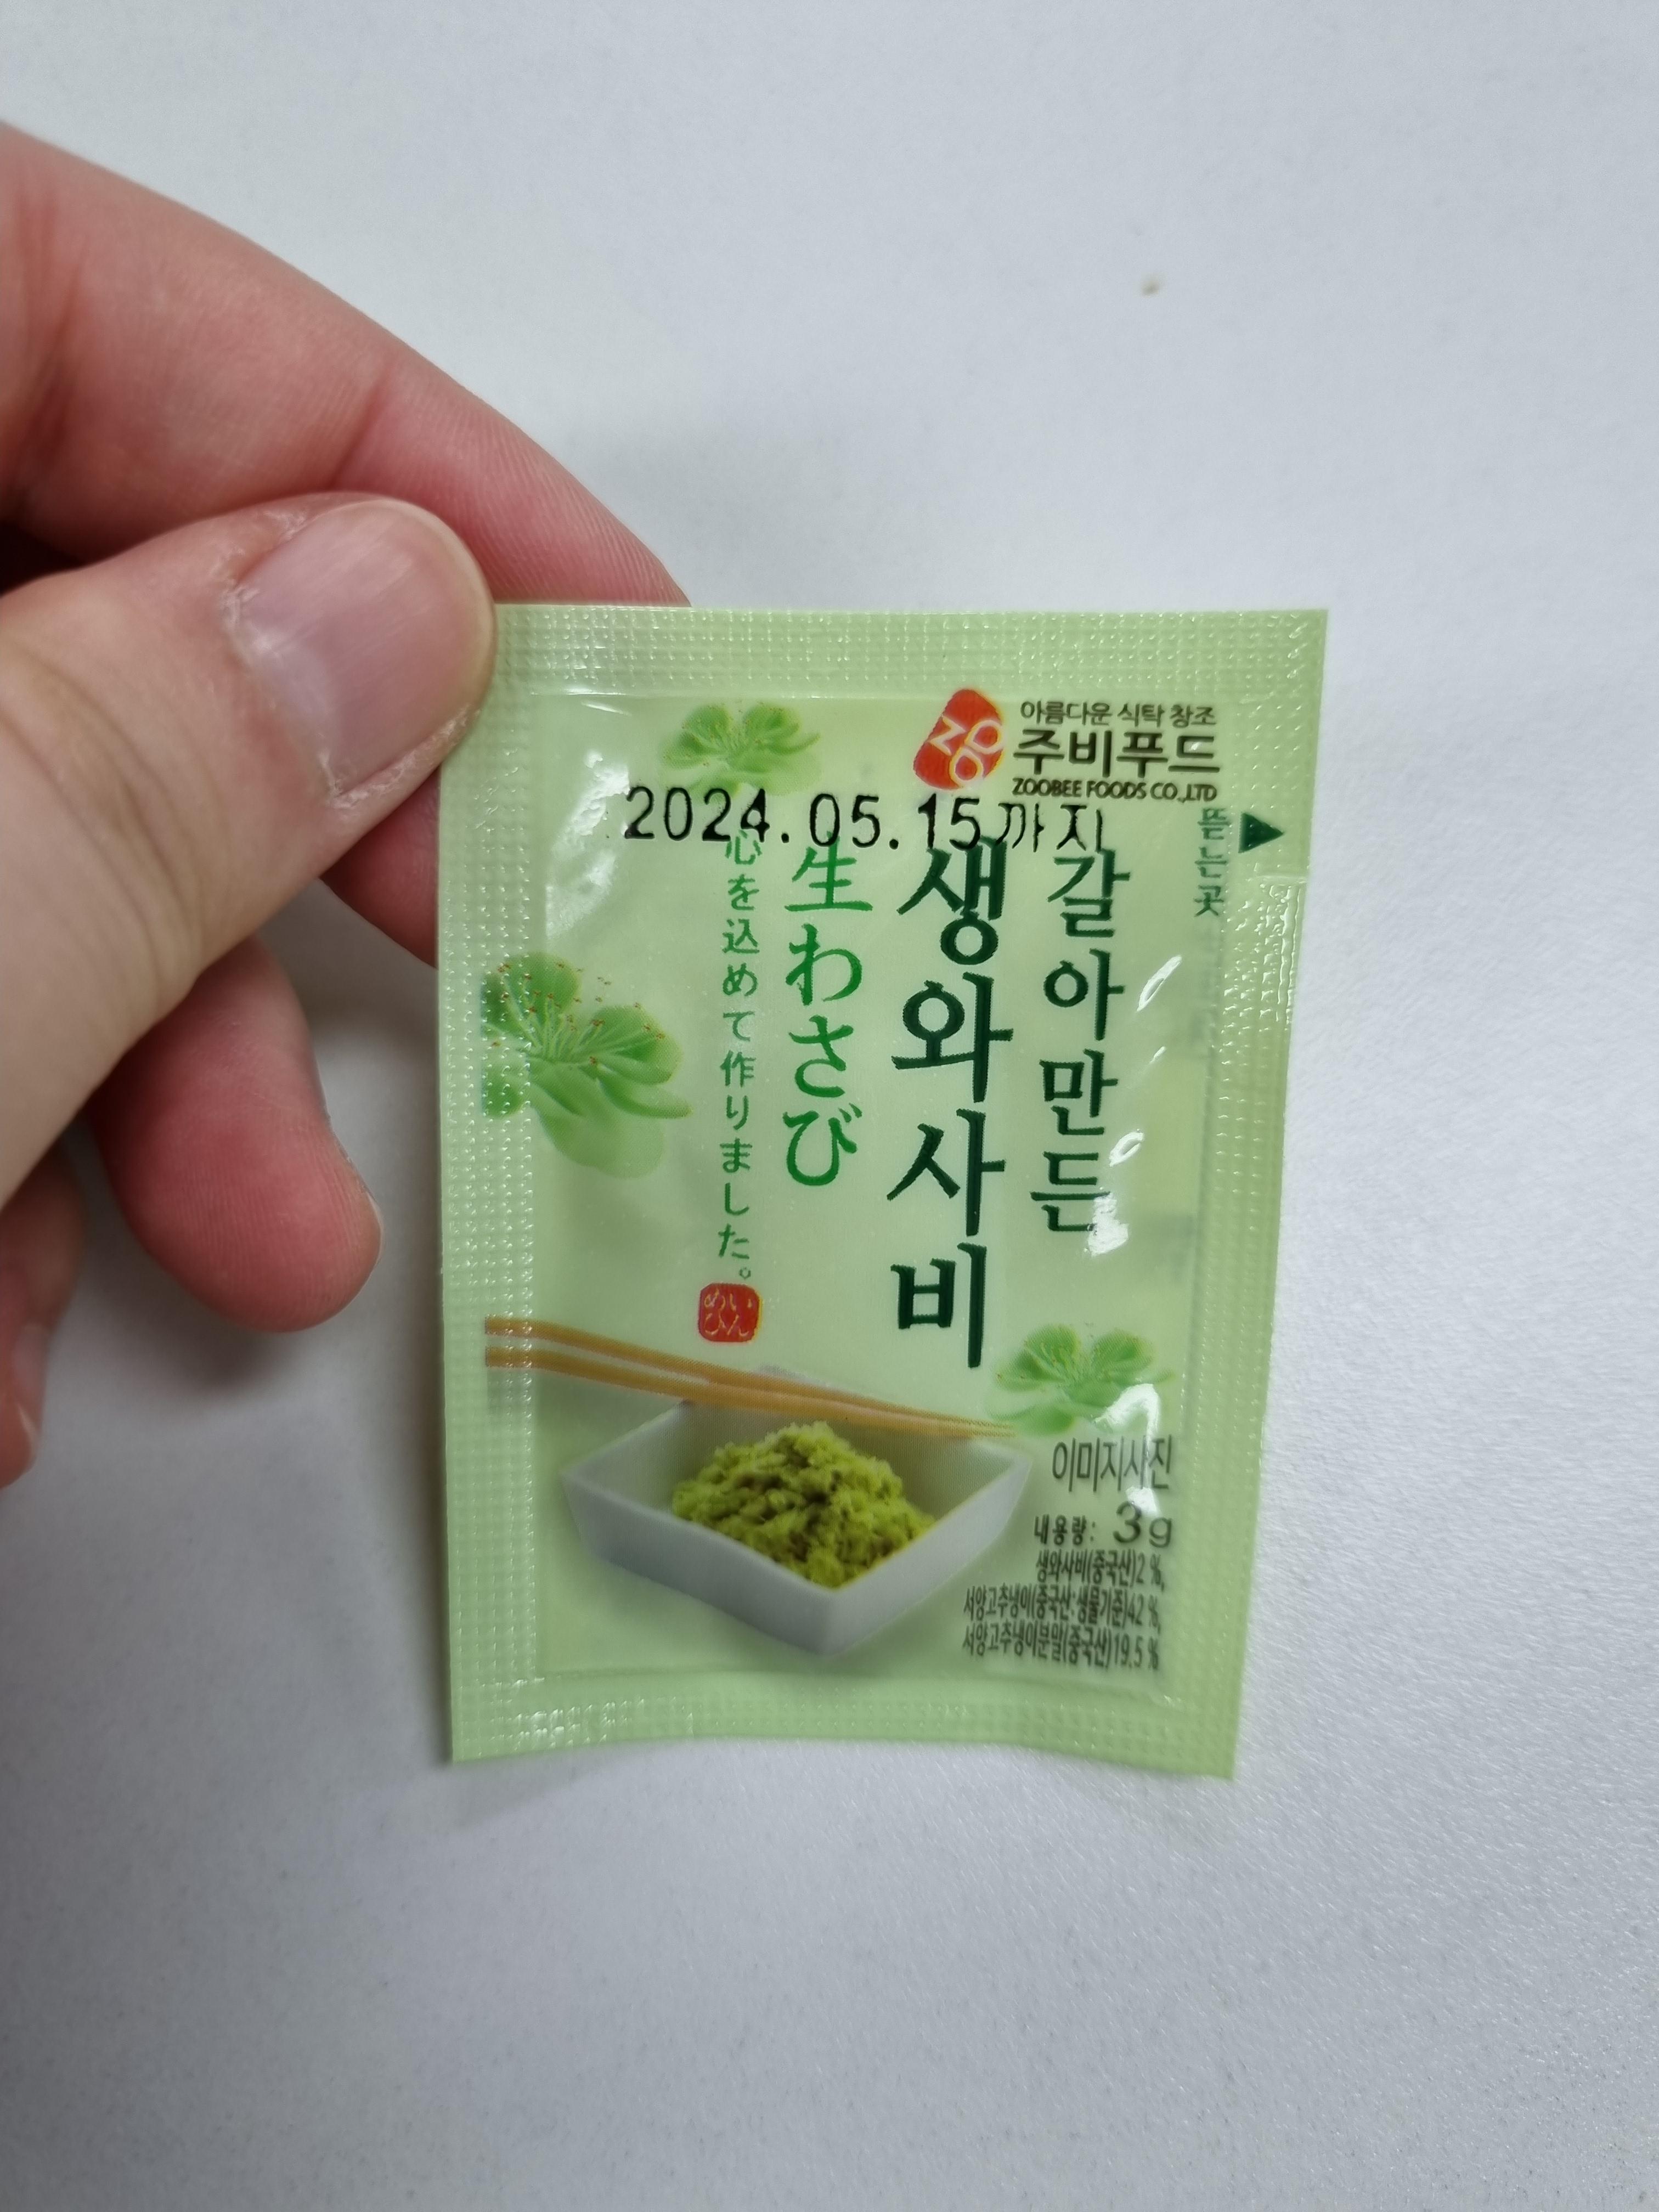 아름다운 식탁 창조
주비푸드
ZOOBEE FOODS CO.,LTD
2024.05.15까지
뜯는곳
갈아만든
생와사비
生わさび
心を込めて作りました。
めいひん
이미지사진
내용량: 3g
생와사비(중국산)2 %,
서양고추냉이(중국산:생물기준)42 %,
서양고추냉이분말(중국산)19.5 %